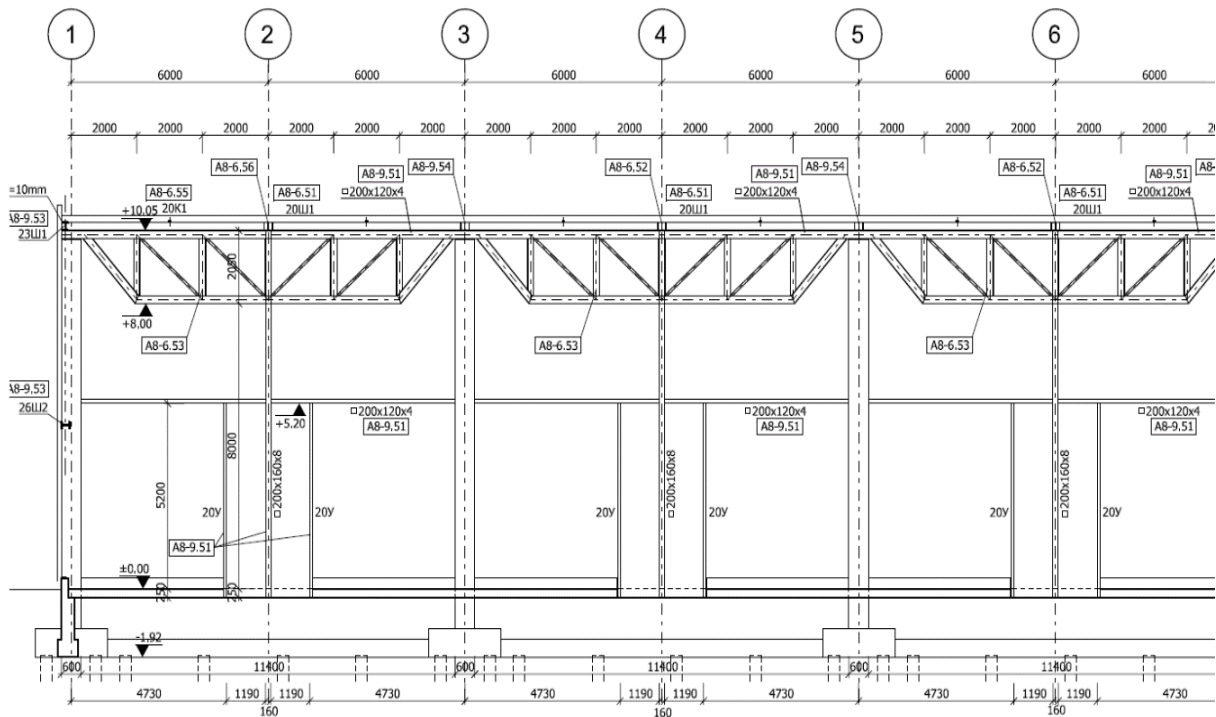 1 2 3 4 5 6
6000 6000 6000 6000 6000 6000
2000 2000 2000 2000 2000 2000 2000 2000 2000 2000 2000 2000 2000 2000 2000 2000 2000
A8-6,56 A8-9,51 A8-9.54 A8-6,52 A8-9,51 A8-9.54 A8-6,52 A8-9,51
=10mm A8-6.55 A8-6.51 □200x120x4 A8-6.51 □200x120x4 A8-6.51 □200x120x4
+10.05 20К1 20Ш1 20Ш1 20Ш1
A8-9.53
23Ш1
2050
+8,00
A8-6.53 A8-6.53 A8-6.53
A8-9.53
26Ш2
□200x120x4 □200x120x4 □200x120x4
+5,20 A8-9.51 A8-9.51 A8-9.51
5200 8000 □200x160x8 □200x160x8 □200x160x8
20У 20У 20У 20У 20У 20У
A8-9.51
±0.00
250 250
-1.92
600 11400 600 11400 600 11400
4730 1190 1190 4730 4730 1190 1190 4730 4730 1190 1190 4730
160 160 160